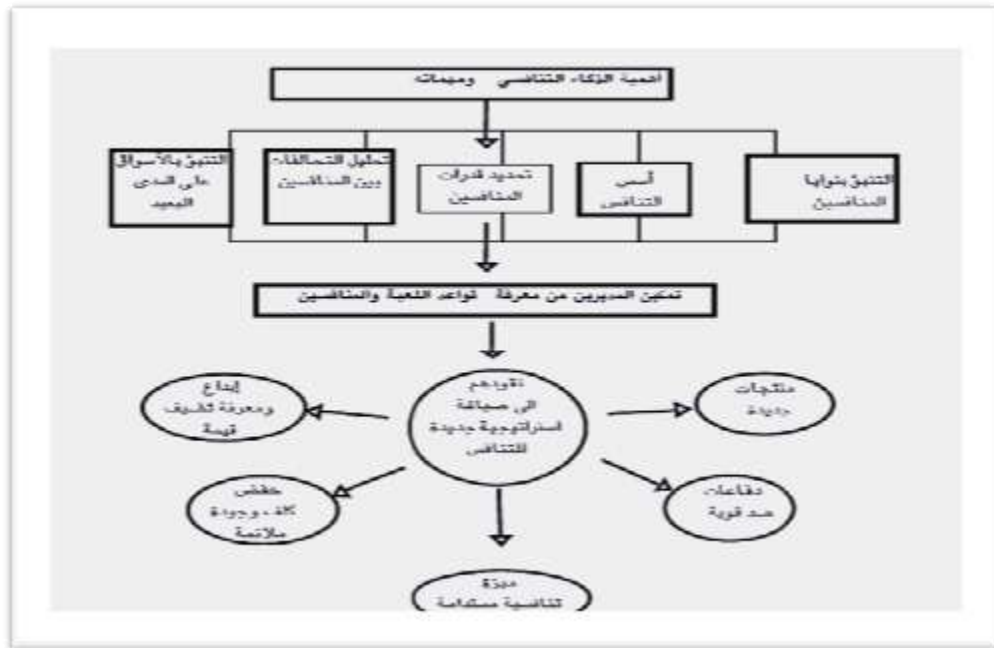 أهمية الذكاء التنافسي ومهماته
التنبؤ بنوايا
المنافسين
أسس
التنافس
تحديد قدرات
المنافسين
تحليل التحالفات
بين المنافسين
التنبؤ بالأسواق
على المدى
البعيد
تمكين المديرين من معرفة قواعد اللعبة والمنافسين
تقودهم
الى صياغة
استراتيجية جديدة
للتنافس
منتجات
جديدة
إبداع
ومعرفة تضيف
قيمة
دفاعات
صد قوية
خفض
كلف وجودة
ملائمة
ميزة
تنافسية مستدامة